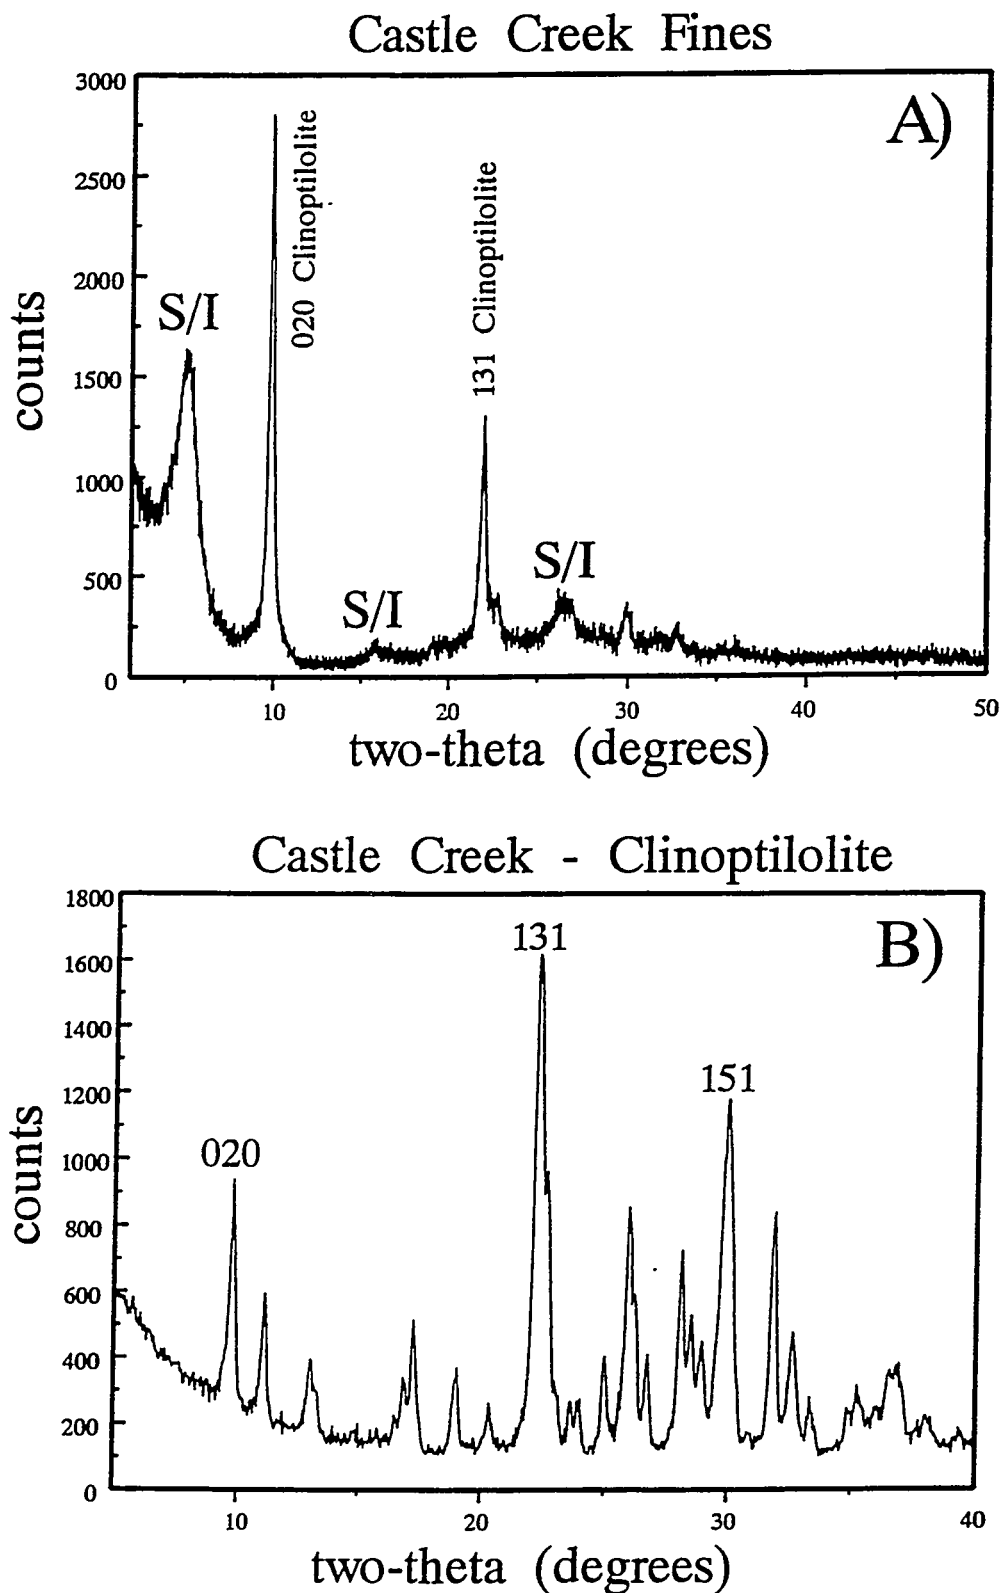 Castle Creek Fines
A)
3000
2500
2000
1500
1000
500
0
counts
S/I
020 Clinoptilolite
131 Clinoptilolite
S/I
S/I
10
20
30
40
50
two-theta (degrees)
Castle Creek - Clinoptilolite
B)
1800
1600
1400
1200
1000
800
600
400
200
0
counts
020
131
151
10
20
30
40
two-theta (degrees)